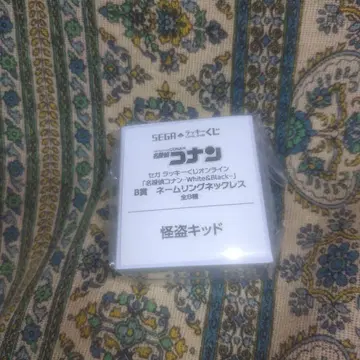 SEGA ラッキーくじ
名探偵コナン
セガ ラッキーくじオンライン
「名探偵コナン -White&Black-」
B賞 ネームリングネックレス
全9種
怪盗キッド